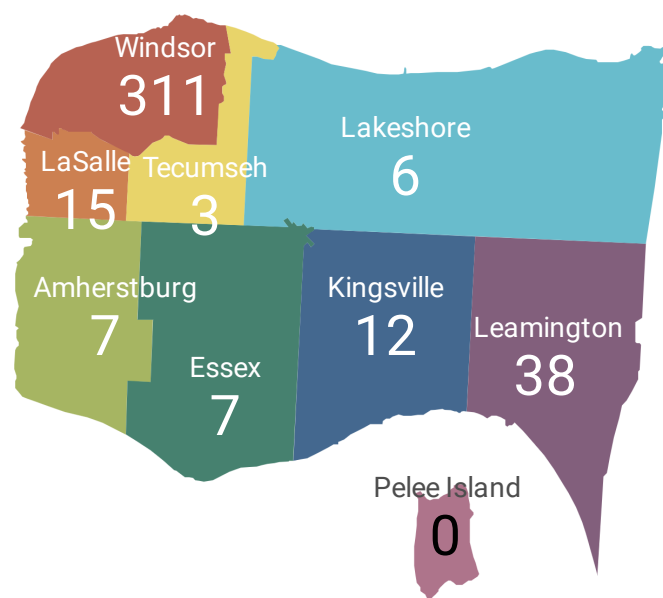 Windsor
311
Lakeshore
6
LaSalle
15
Tecumseh
3
Amherstburg
7
Essex
7
Kingsville
12
Leamington
38
Pelee Island
0